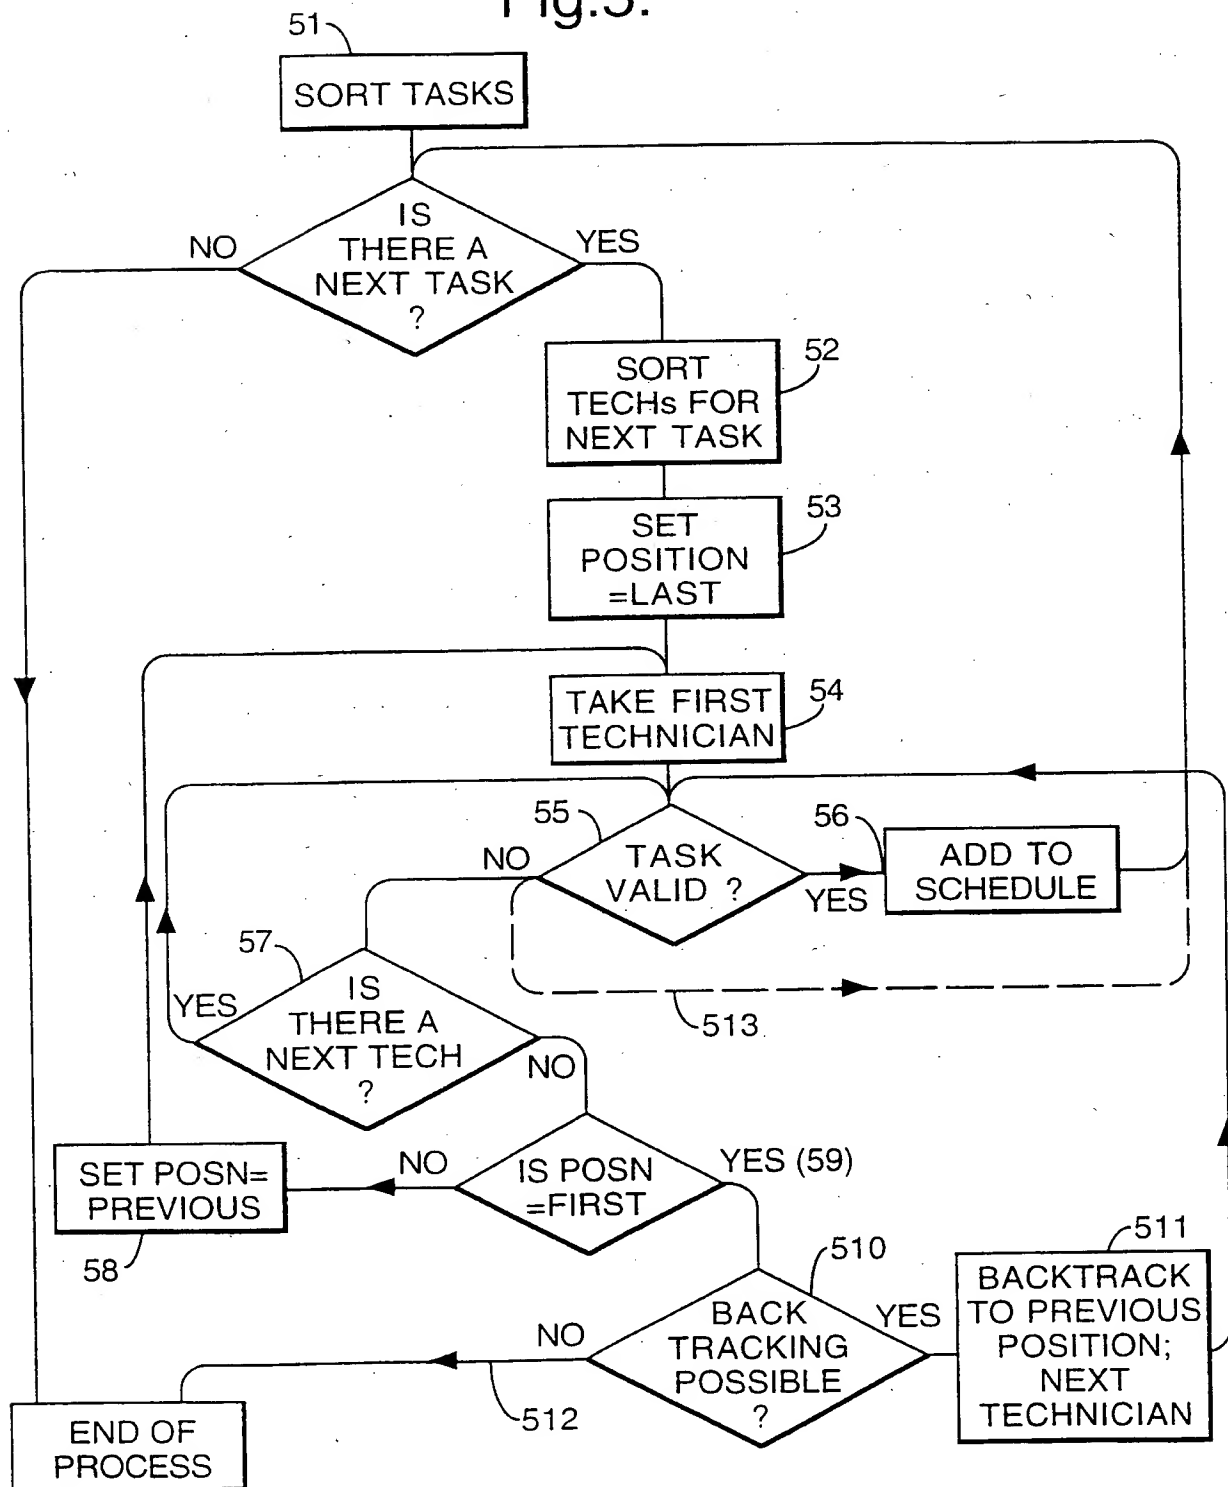 51
SORT TASKS
IS
THERE A
NEXT TASK
?
NO
YES
SORT
TECHs FOR
NEXT TASK
52
SET
POSITION
=LAST
53
TAKE FIRST
TECHNICIAN
54
55
TASK
VALID ?
NO
YES
56
ADD TO
SCHEDULE
513
57
IS
THERE A
NEXT TECH
?
YES
NO
IS POSN
=FIRST
NO
YES (59)
SET POSN=
PREVIOUS
58
510
BACK
TRACKING
POSSIBLE
?
NO
YES
511
BACKTRACK
TO PREVIOUS
POSITION;
NEXT
TECHNICIAN
512
END OF
PROCESS